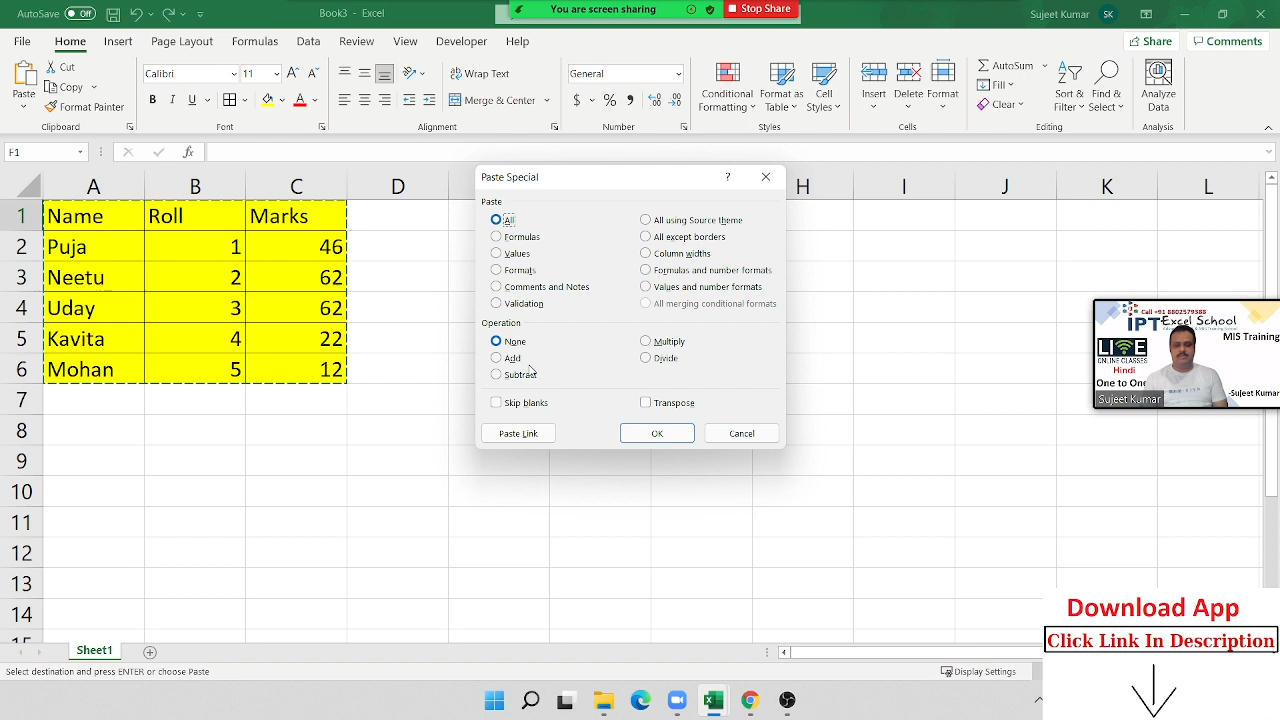 AutoSave Off Book3 - Excel You are screen sharing Stop Share Sujeet Kumar SK
File Home Insert Page Layout Formulas Data Review View Developer Help Share Comments
Paste Cut Copy Format Painter
Calibri 11
B I U
Wrap Text
Merge & Center
General
Conditional Formatting Format as Table Cell Styles
Insert Delete Format
AutoSum Fill Clear
Sort & Filter Find & Select
Analyze Data
Clipboard Font Alignment Number Styles Cells Editing Analysis
F1 fx
A B C D H I J K L
1 Name Roll Marks
2 Puja 1 46
3 Neetu 2 62
4 Uday 3 62
5 Kavita 4 22
6 Mohan 5 12
7
8
9
10
11
12
13
14
15
Paste Special ?
Paste
All All using Source theme
Formulas All except borders
Values Column widths
Formats Formulas and number formats
Comments and Notes Values and number formats
Validation All merging conditional formats
Operation
None Multiply
Add Divide
Subtract
Skip blanks Transpose
Paste Link OK Cancel
Call +91 8802579388
IPT Excel School
MIS Training
LIVE
ONLINE CLASSES
Hindi
One to One
-Sujeet Kumar
Sujeet Kumar
Download App
Click Link In Description
Sheet1
Select destination and press ENTER or choose Paste Display Settings